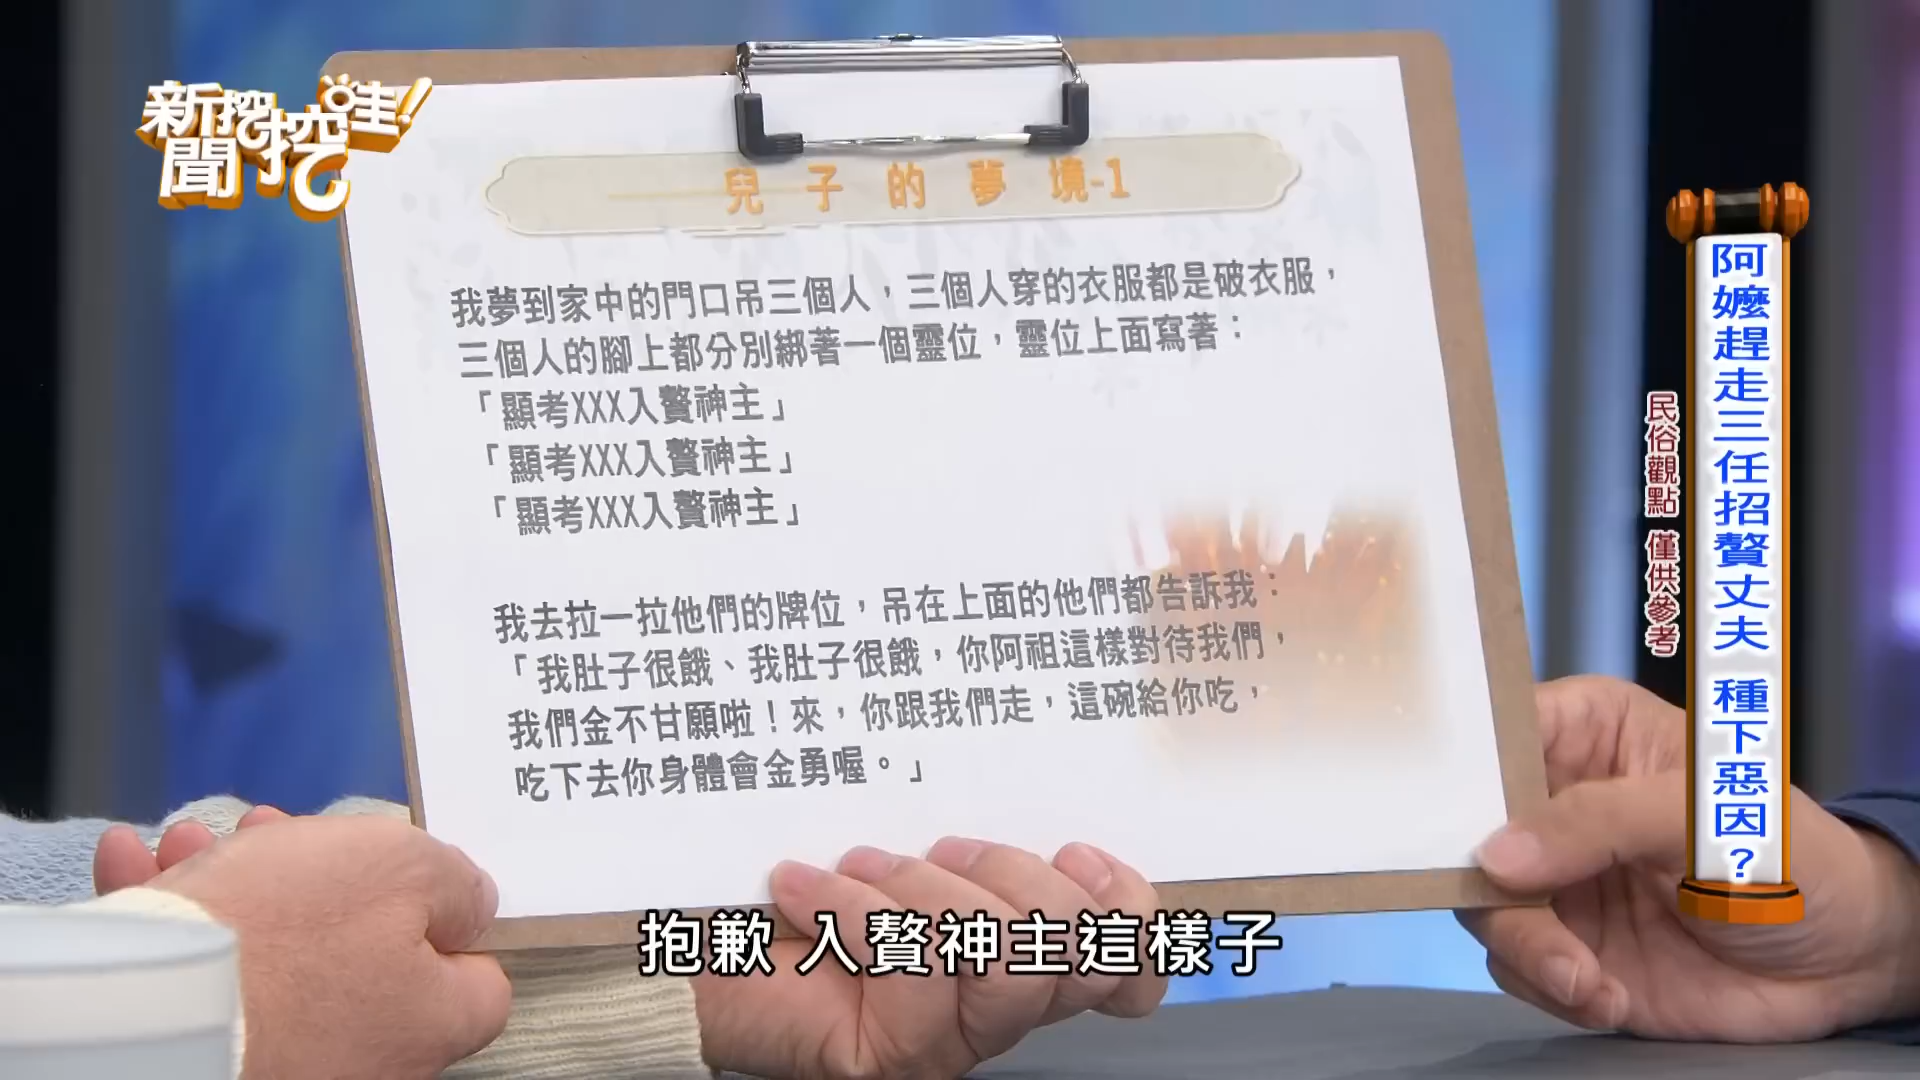 新聞挖挖哇!
兒子的夢境-1
我夢到家中的門口吊三個人，三個人穿的衣服都是破衣服，
三個人的腳上都分別綁著一個靈位，靈位上面寫著：
「顯考XXX入贅神主」
「顯考XXX入贅神主」
「顯考XXX入贅神主」
我去拉一拉他們的牌位，吊在上面的他們都告訴我：
「我肚子很餓、我肚子很餓，你阿祖這樣對待我們，
我們金不甘願啦！來，你跟我們走，這碗給你吃，
吃下去你身體會金勇喔。」
阿嬤趕走三任招贅丈夫 種下惡因？
民俗觀點 僅供參考
抱歉 入贅神主這樣子